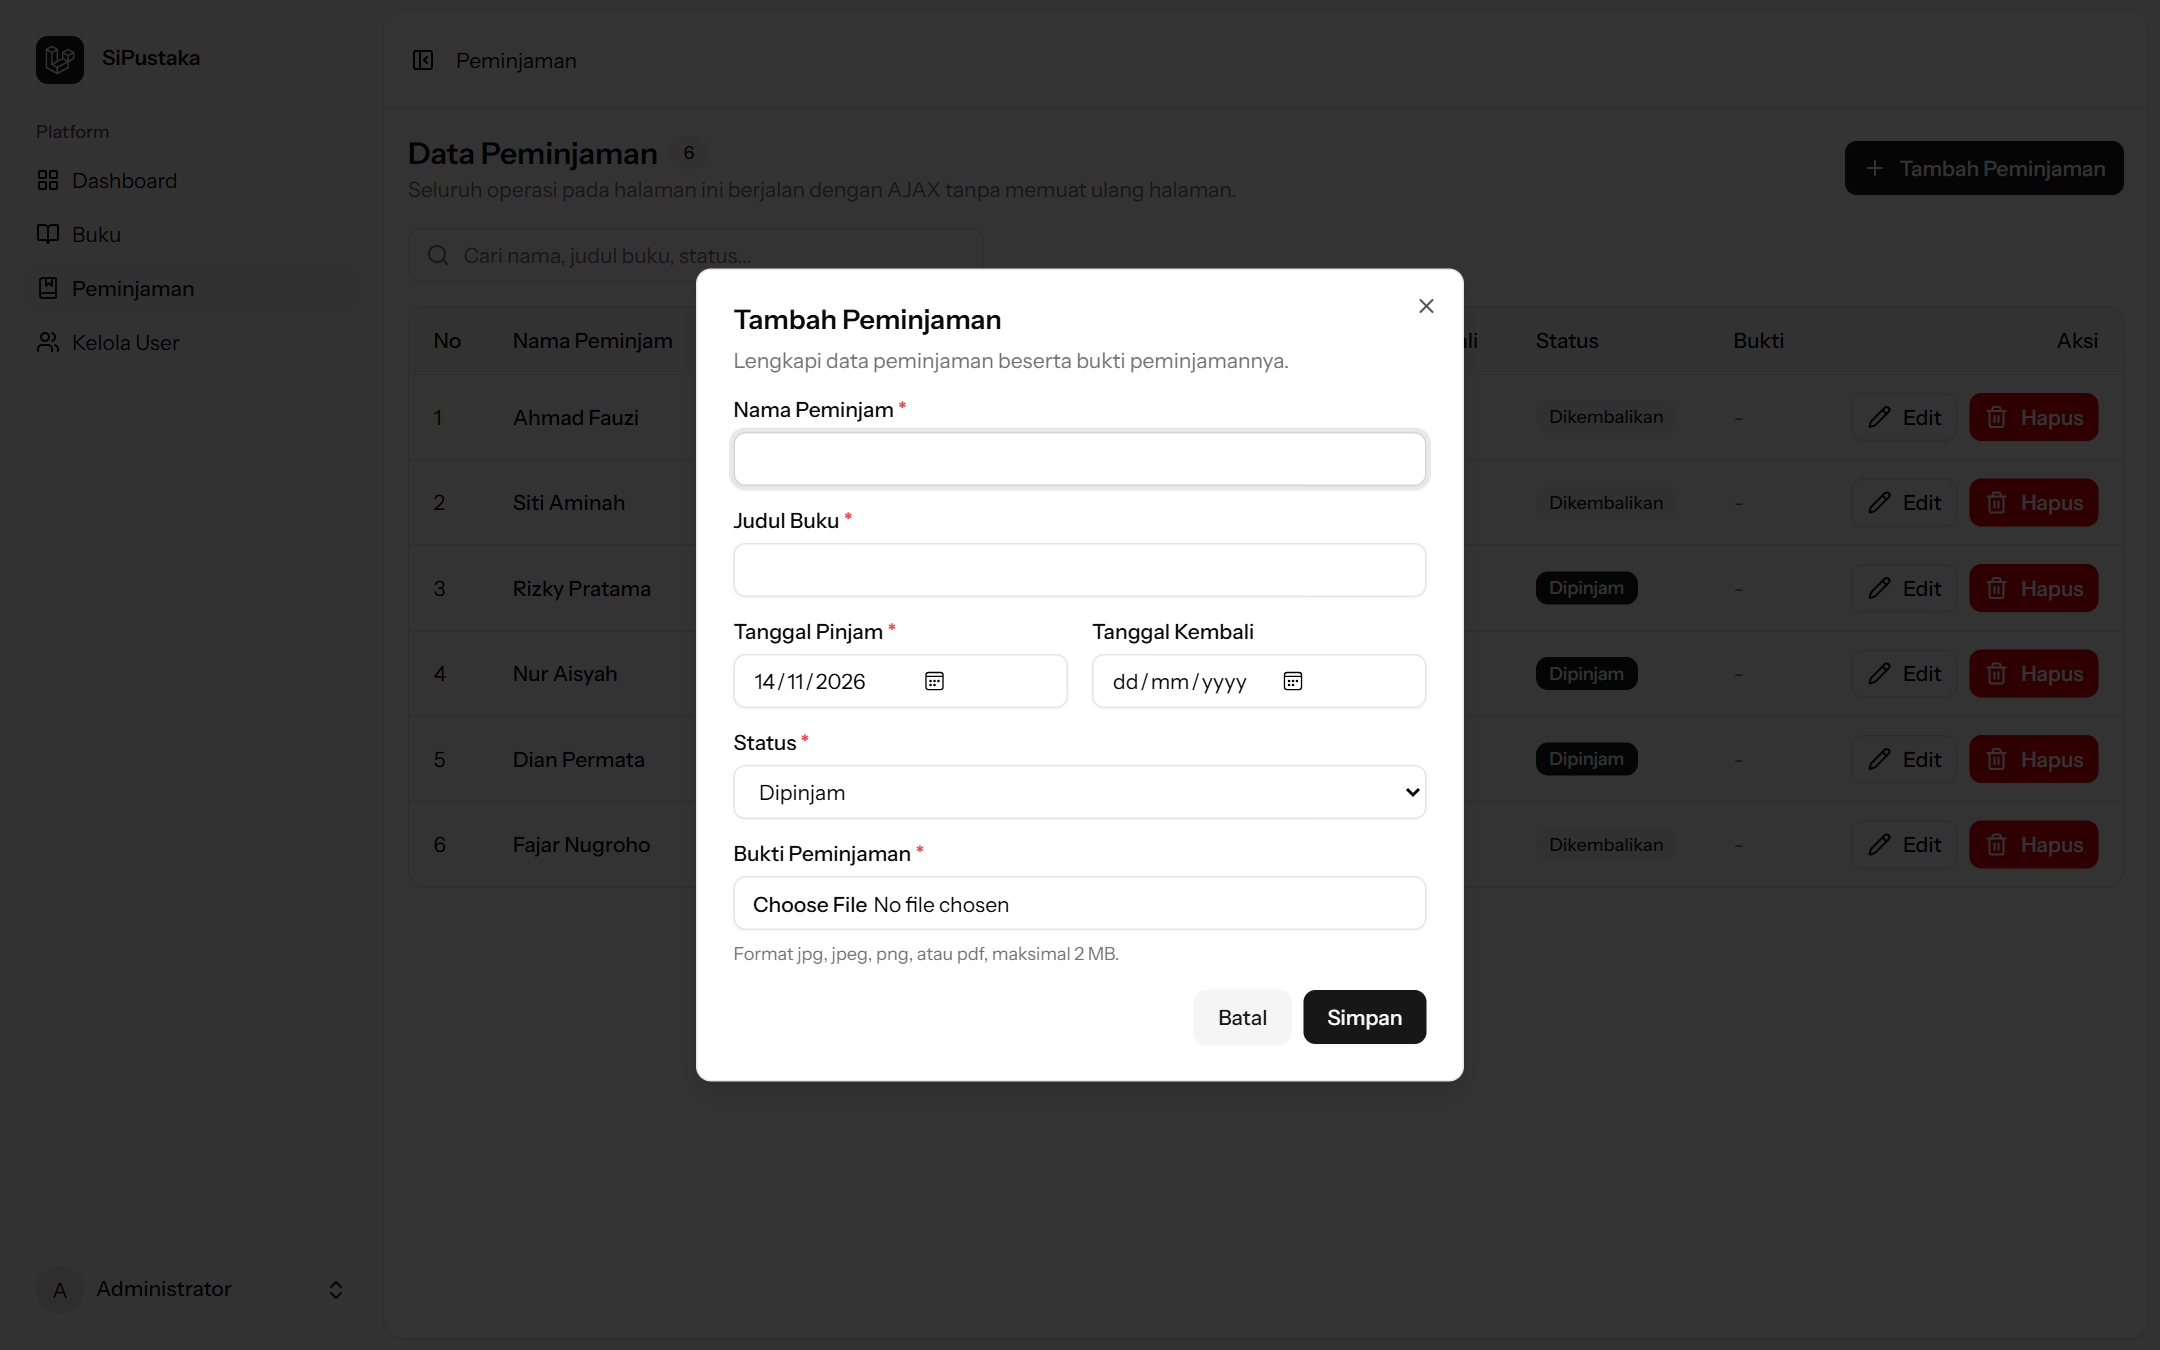 SiPustaka
Platform
Dashboard
Buku
Peminjaman
Kelola User
A Administrator
Peminjaman
Data Peminjaman 6
Seluruh operasi pada halaman ini berjalan dengan AJAX tanpa memuat ulang halaman.
+ Tambah Peminjaman
Cari nama, judul buku, status...
No Nama Peminjam Status Bukti Aksi
1 Ahmad Fauzi Dikembalikan - Edit Hapus
2 Siti Aminah Dikembalikan - Edit Hapus
3 Rizky Pratama Dipinjam - Edit Hapus
4 Nur Aisyah Dipinjam - Edit Hapus
5 Dian Permata Dipinjam - Edit Hapus
6 Fajar Nugroho Dikembalikan - Edit Hapus
Tambah Peminjaman
Lengkapi data peminjaman beserta bukti peminjamannya.
Nama Peminjam *
Judul Buku *
Tanggal Pinjam * Tanggal Kembali
14/11/2026 dd/mm/yyyy
Status *
Dipinjam
Bukti Peminjaman *
Choose File No file chosen
Format jpg, jpeg, png, atau pdf, maksimal 2 MB.
Batal Simpan